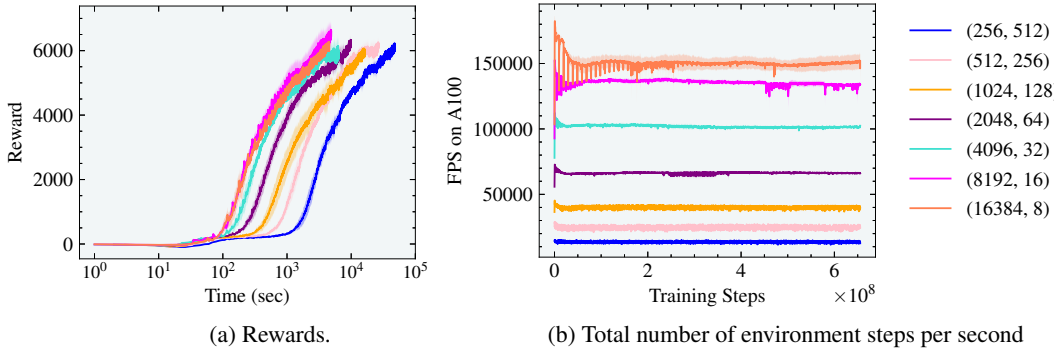 6000
4000
2000
0
Reward
10^0 10^1 10^2 10^3 10^4 10^5
Time (sec)
(a) Rewards.
150000
100000
50000
FPS on A100
0 2 4 6
Training Steps ×10^8
(b) Total number of environment steps per second
(256, 512)
(512, 256)
(1024, 128
(2048, 64)
(4096, 32)
(8192, 16)
(16384, 8)